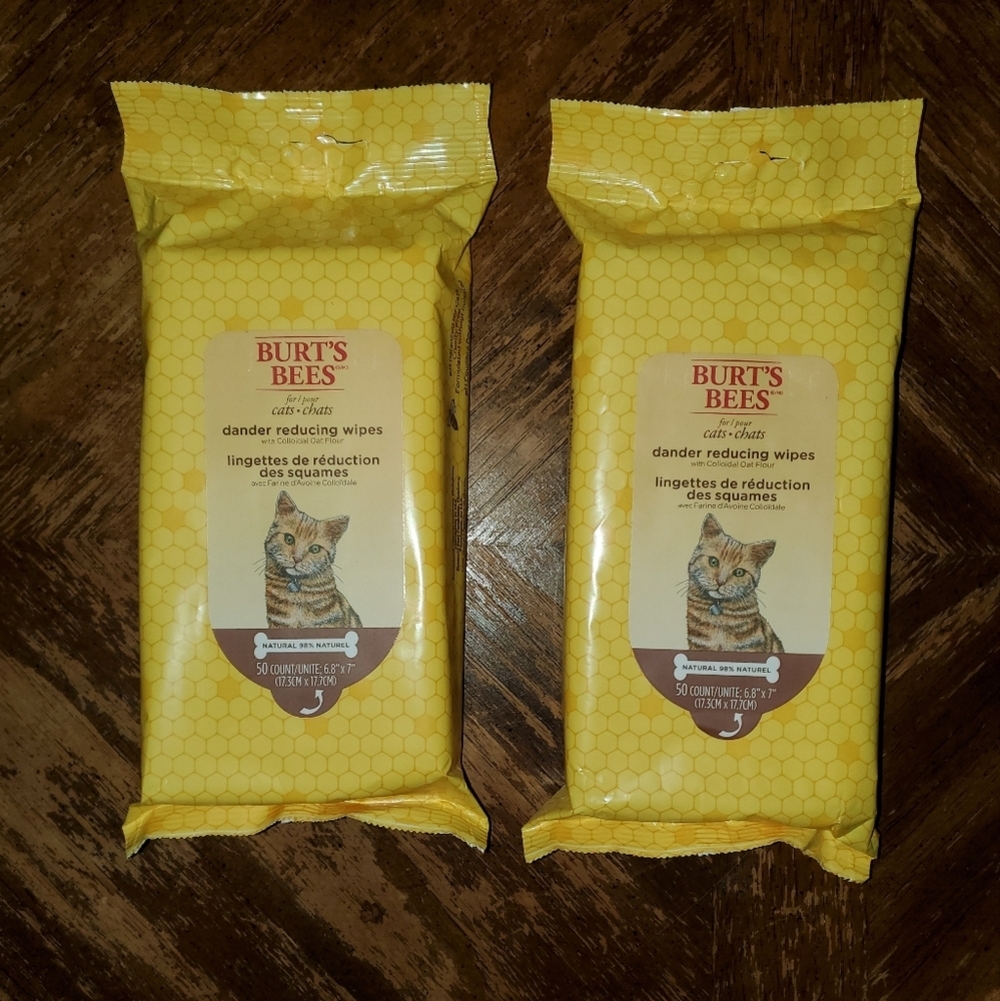 BURT'S
BEES
for / pour
cats • chats
dander reducing wipes
with Colloidal Oat Flour
lingettes de réduction
des squames
avec Farine d'Avoine Colloïdale
NATURAL 98% NATUREL
50 COUNT/UNITE; 6.8" x 7"
(17.3CM x 17.7CM)
BURT'S
BEES
for / pour
cats • chats
dander reducing wipes
with Colloidal Oat Flour
lingettes de réduction
des squames
avec Farine d'Avoine Colloïdale
NATURAL 98% NATUREL
50 COUNT/UNITE; 6.8" x 7"
(17.3CM x 17.7CM)